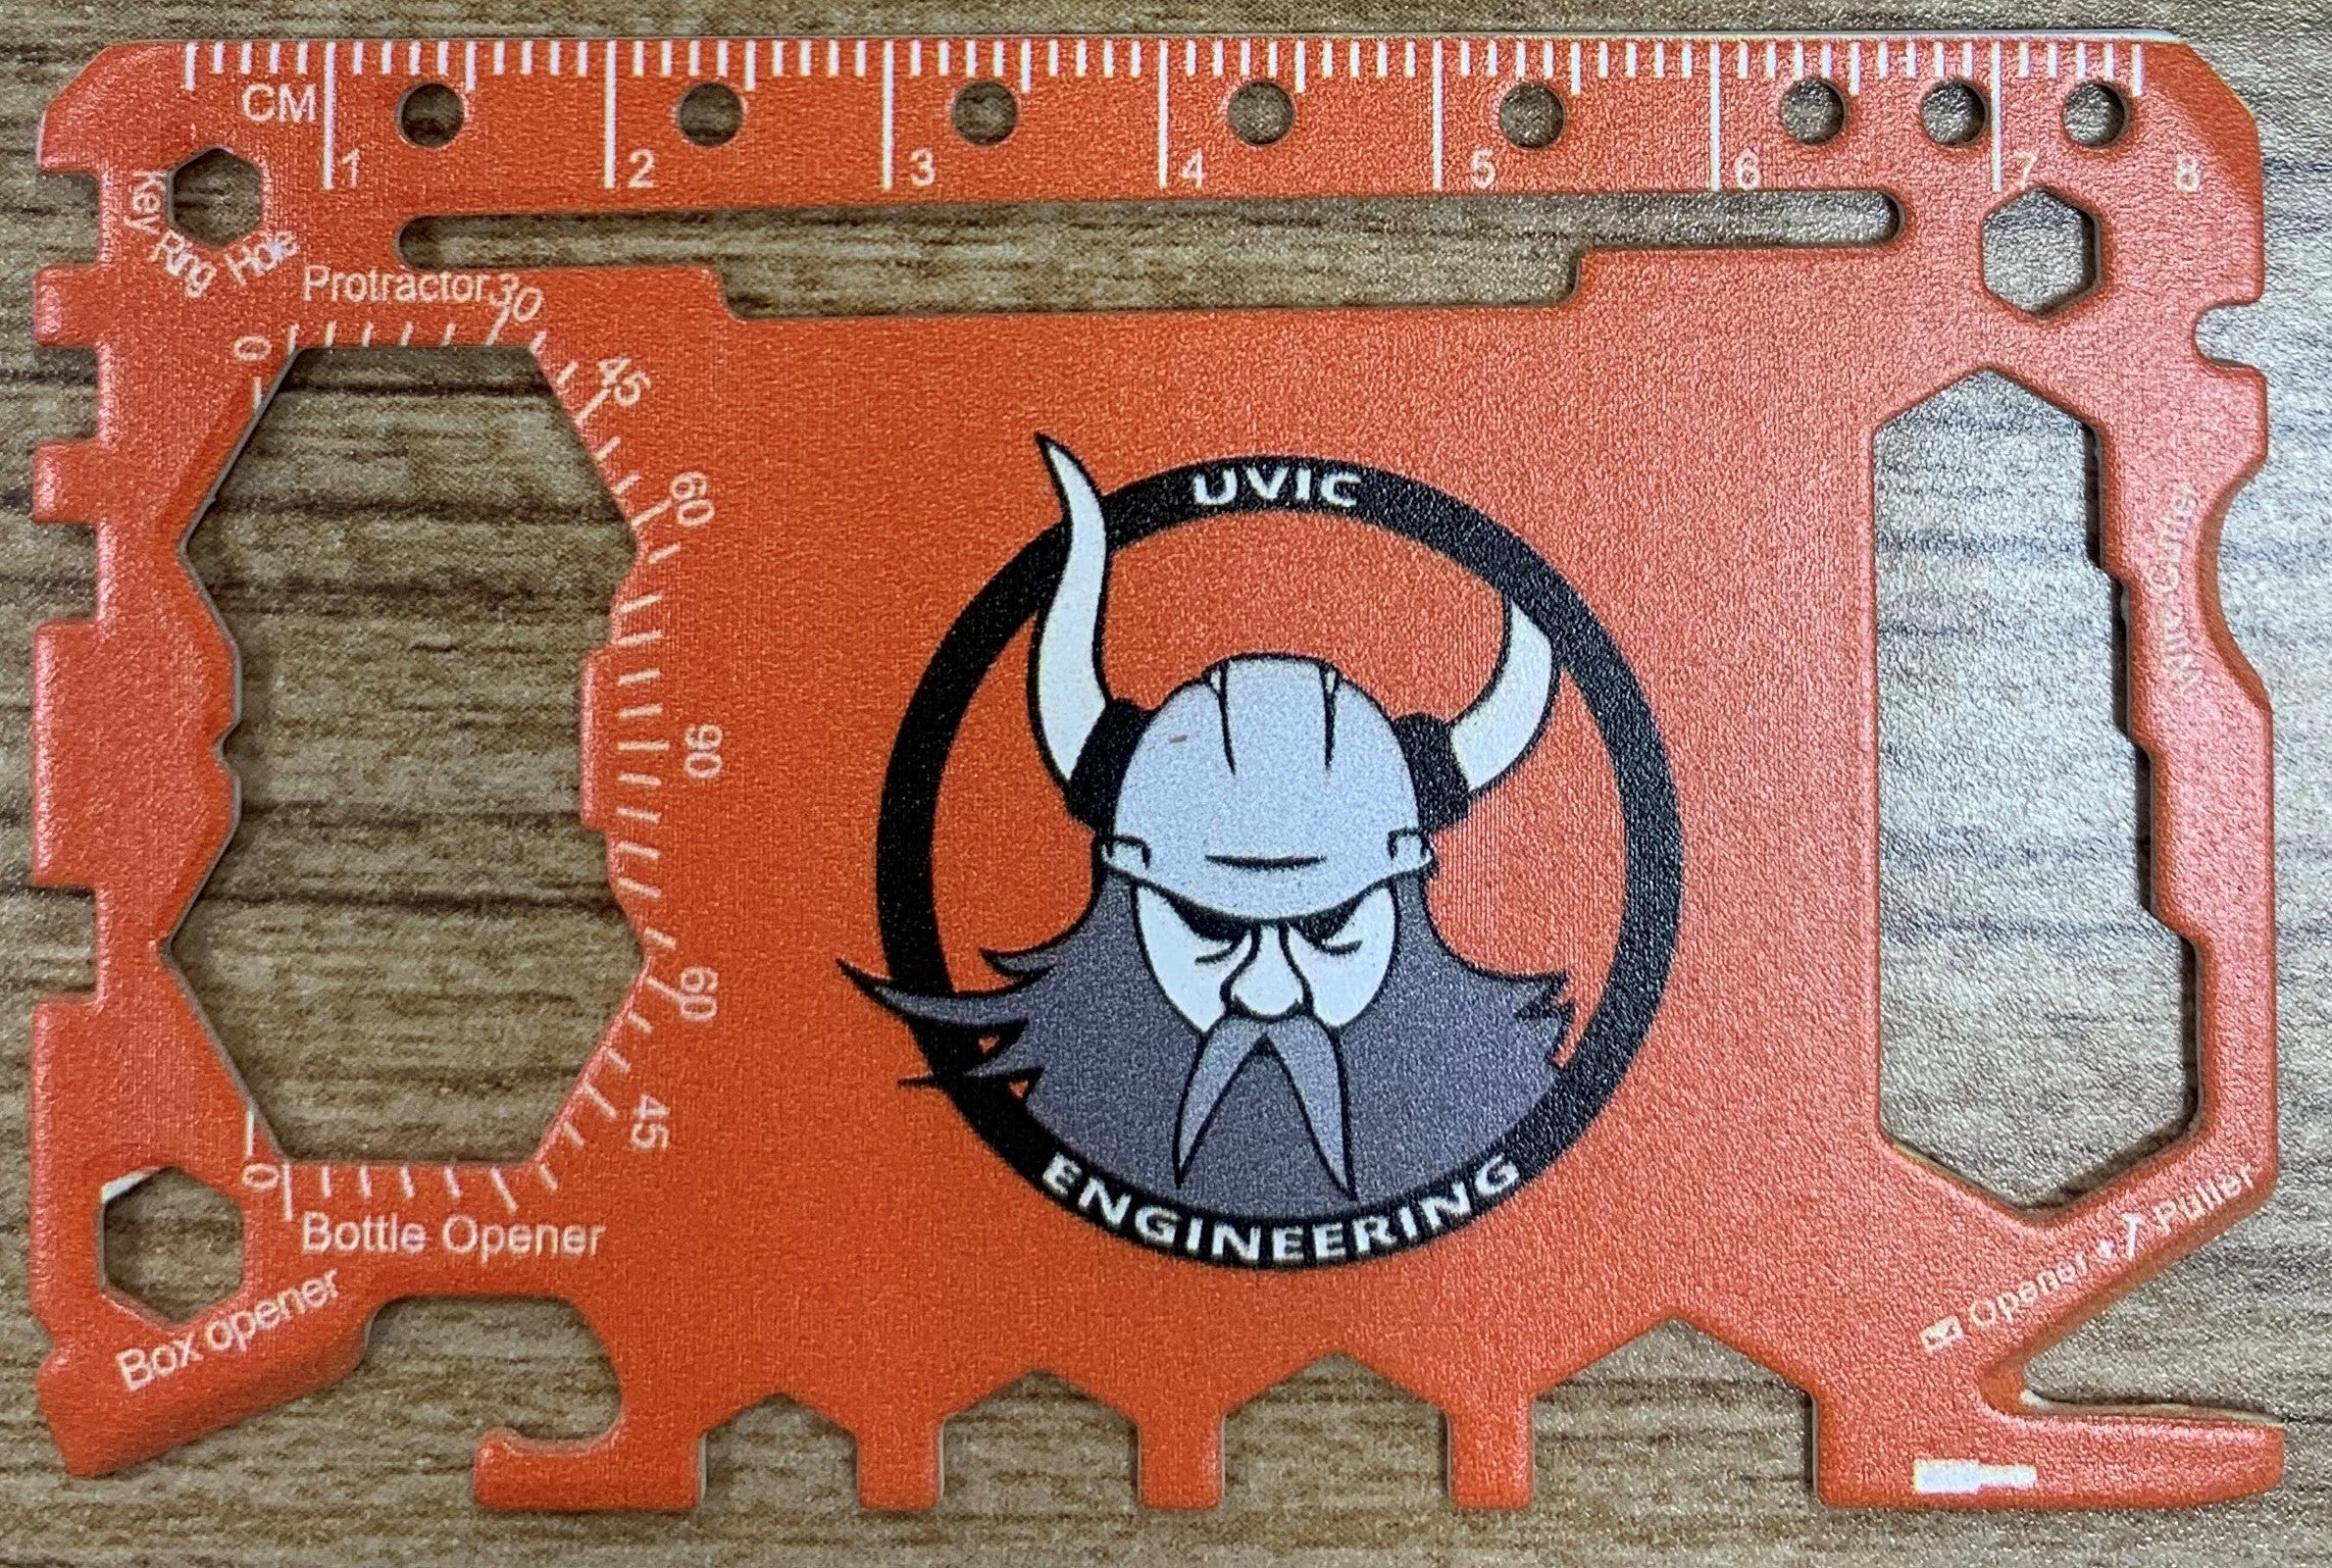 CM
1 2 3 4 5 6 7 8
Key Ring Hole
Protractor
0 30 45 60 90 60 45 0
UVIC
ENGINEERING
Wire Cutter
Bottle Opener
Box opener
Opener + Puller